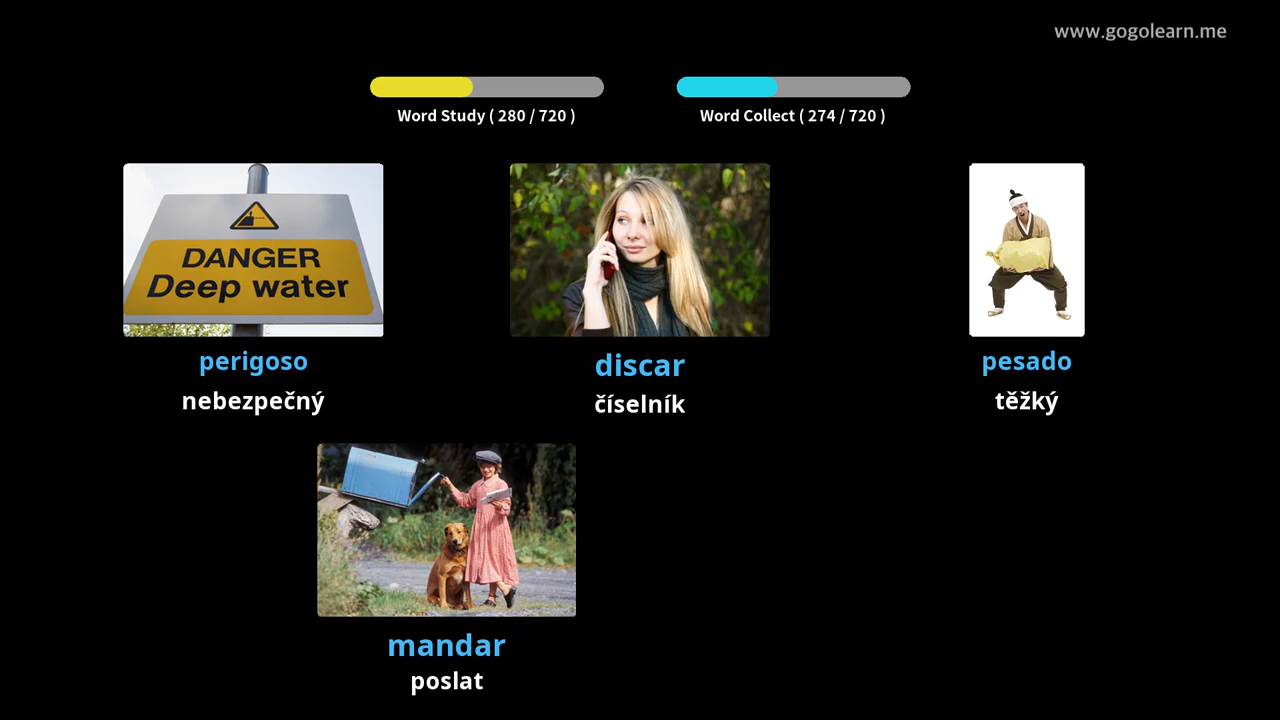 www.gogolearn.me
Word Study ( 280 / 720 )
Word Collect ( 274 / 720 )
DANGER
Deep water
perigoso
discar
pesado
nebezpečný
číselník
těžký
mandar
poslat